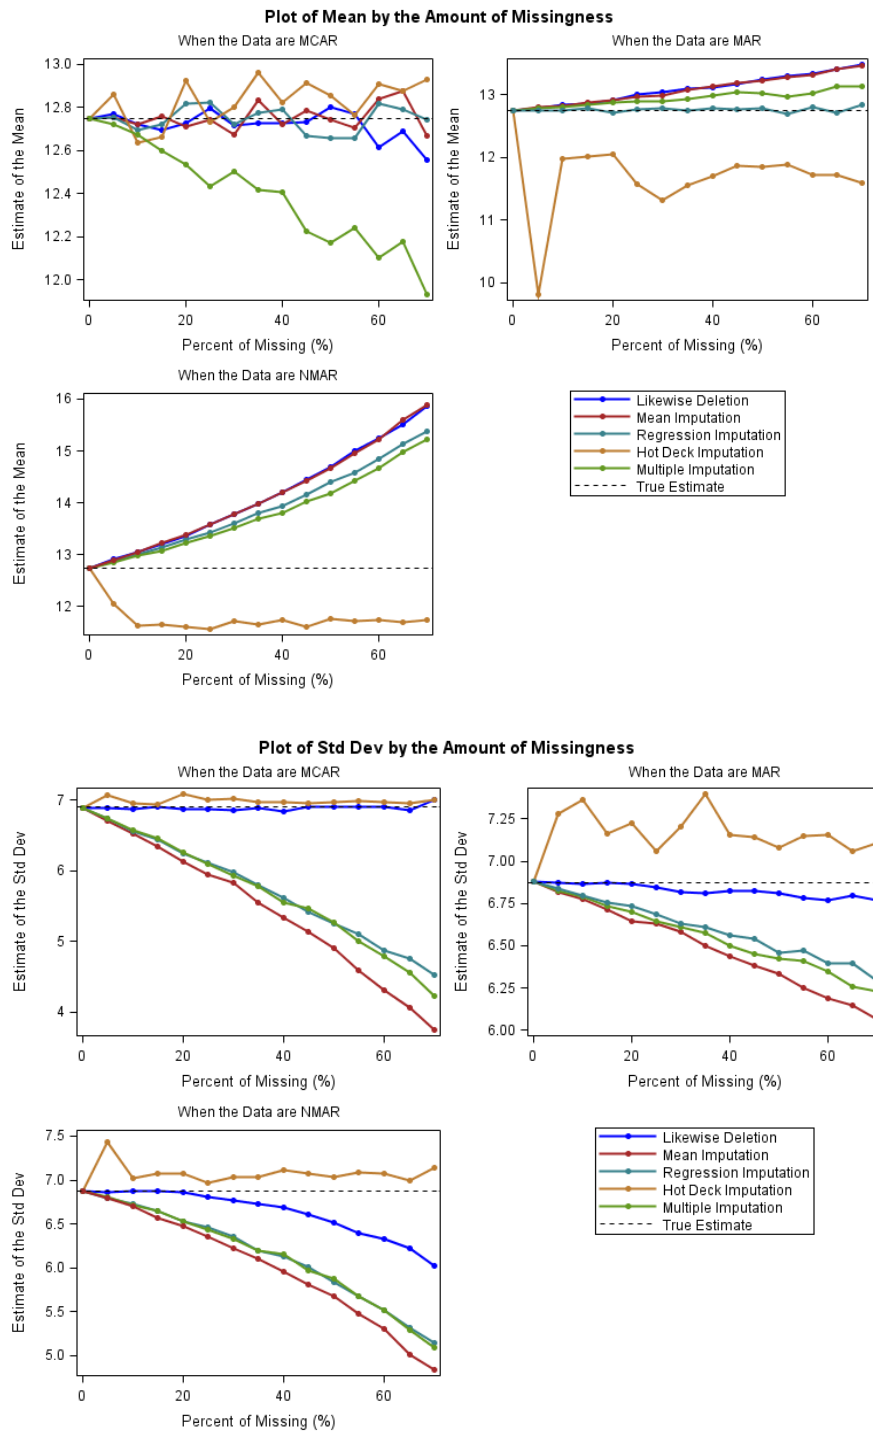 Plot of Mean by the Amount of Missingness
When the Data are MCAR
When the Data are MAR
13.0
12.8
12.6
12.4
12.2
12.0
Estimate of the Mean
0 20 40 60
Percent of Missing (%)
13
12
11
10
Estimate of the Mean
0 20 40 60
Percent of Missing (%)
When the Data are NMAR
16
15
14
13
12
Estimate of the Mean
0 20 40 60
Percent of Missing (%)
Likewise Deletion
Mean Imputation
Regression Imputation
Hot Deck Imputation
Multiple Imputation
True Estimate
Plot of Std Dev by the Amount of Missingness
When the Data are MCAR
When the Data are MAR
7
6
5
4
Estimate of the Std Dev
0 20 40 60
Percent of Missing (%)
7.25
7.00
6.75
6.50
6.25
6.00
Estimate of the Std Dev
0 20 40 60
Percent of Missing (%)
When the Data are NMAR
7.5
7.0
6.5
6.0
5.5
5.0
Estimate of the Std Dev
0 20 40 60
Percent of Missing (%)
Likewise Deletion
Mean Imputation
Regression Imputation
Hot Deck Imputation
Multiple Imputation
True Estimate